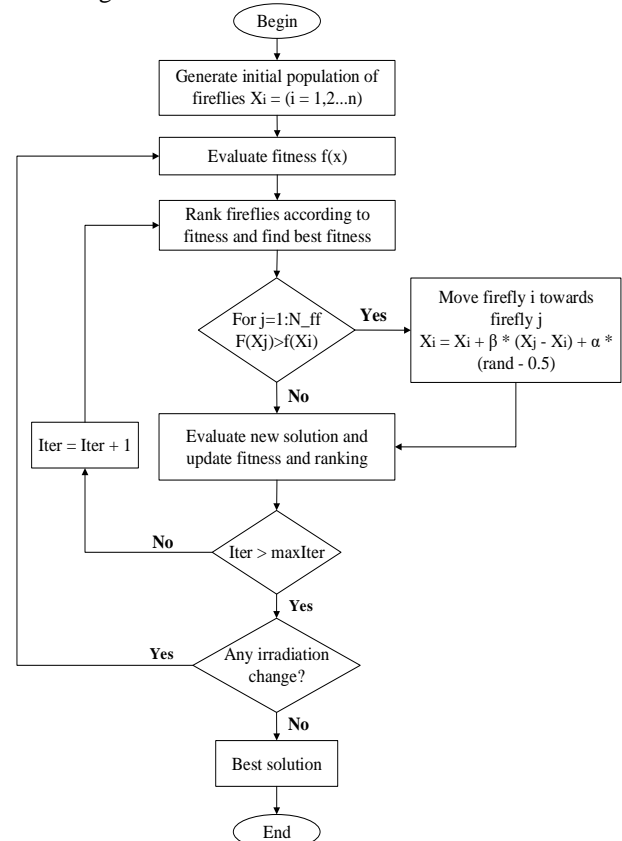 Begin
Generate initial population of
fireflies Xi = (i = 1,2...n)
Evaluate fitness f(x)
Rank fireflies according to
fitness and find best fitness
For j=1:N_ff
F(Xj)>f(Xi)
Yes
Move firefly i towards
firefly j
Xi = Xi + β * (Xj - Xi) + α *
(rand - 0.5)
No
Evaluate new solution and
update fitness and ranking
Iter = Iter + 1
No
Iter > maxIter
Yes
Yes
Any irradiation
change?
No
Best solution
End